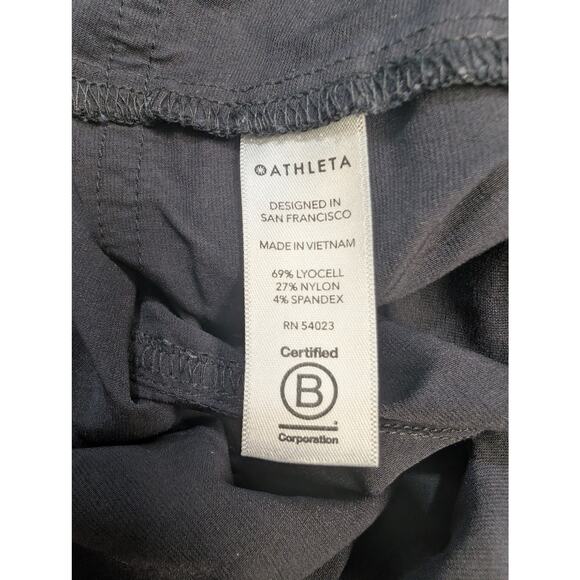 ATHLETA
DESIGNED IN
SAN FRANCISCO
MADE IN VIETNAM
69% LYOCELL
27% NYLON
4% SPANDEX
RN 54023
Certified
B
Corporation